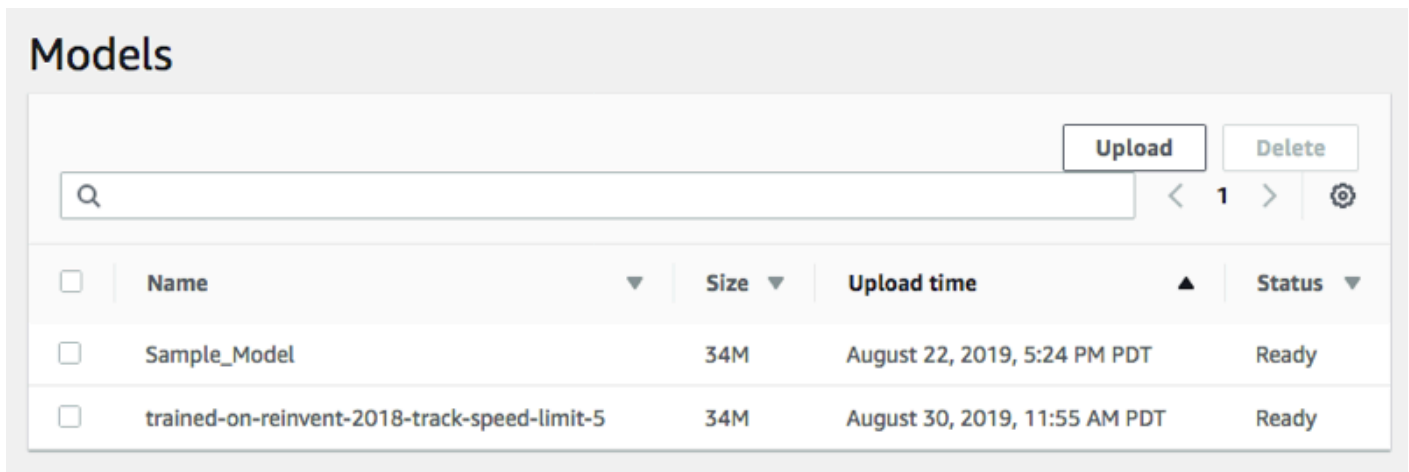 Models
Upload Delete
1
Name Size Upload time Status
Sample_Model 34M August 22, 2019, 5:24 PM PDT Ready
trained-on-reinvent-2018-track-speed-limit-5 34M August 30, 2019, 11:55 AM PDT Ready